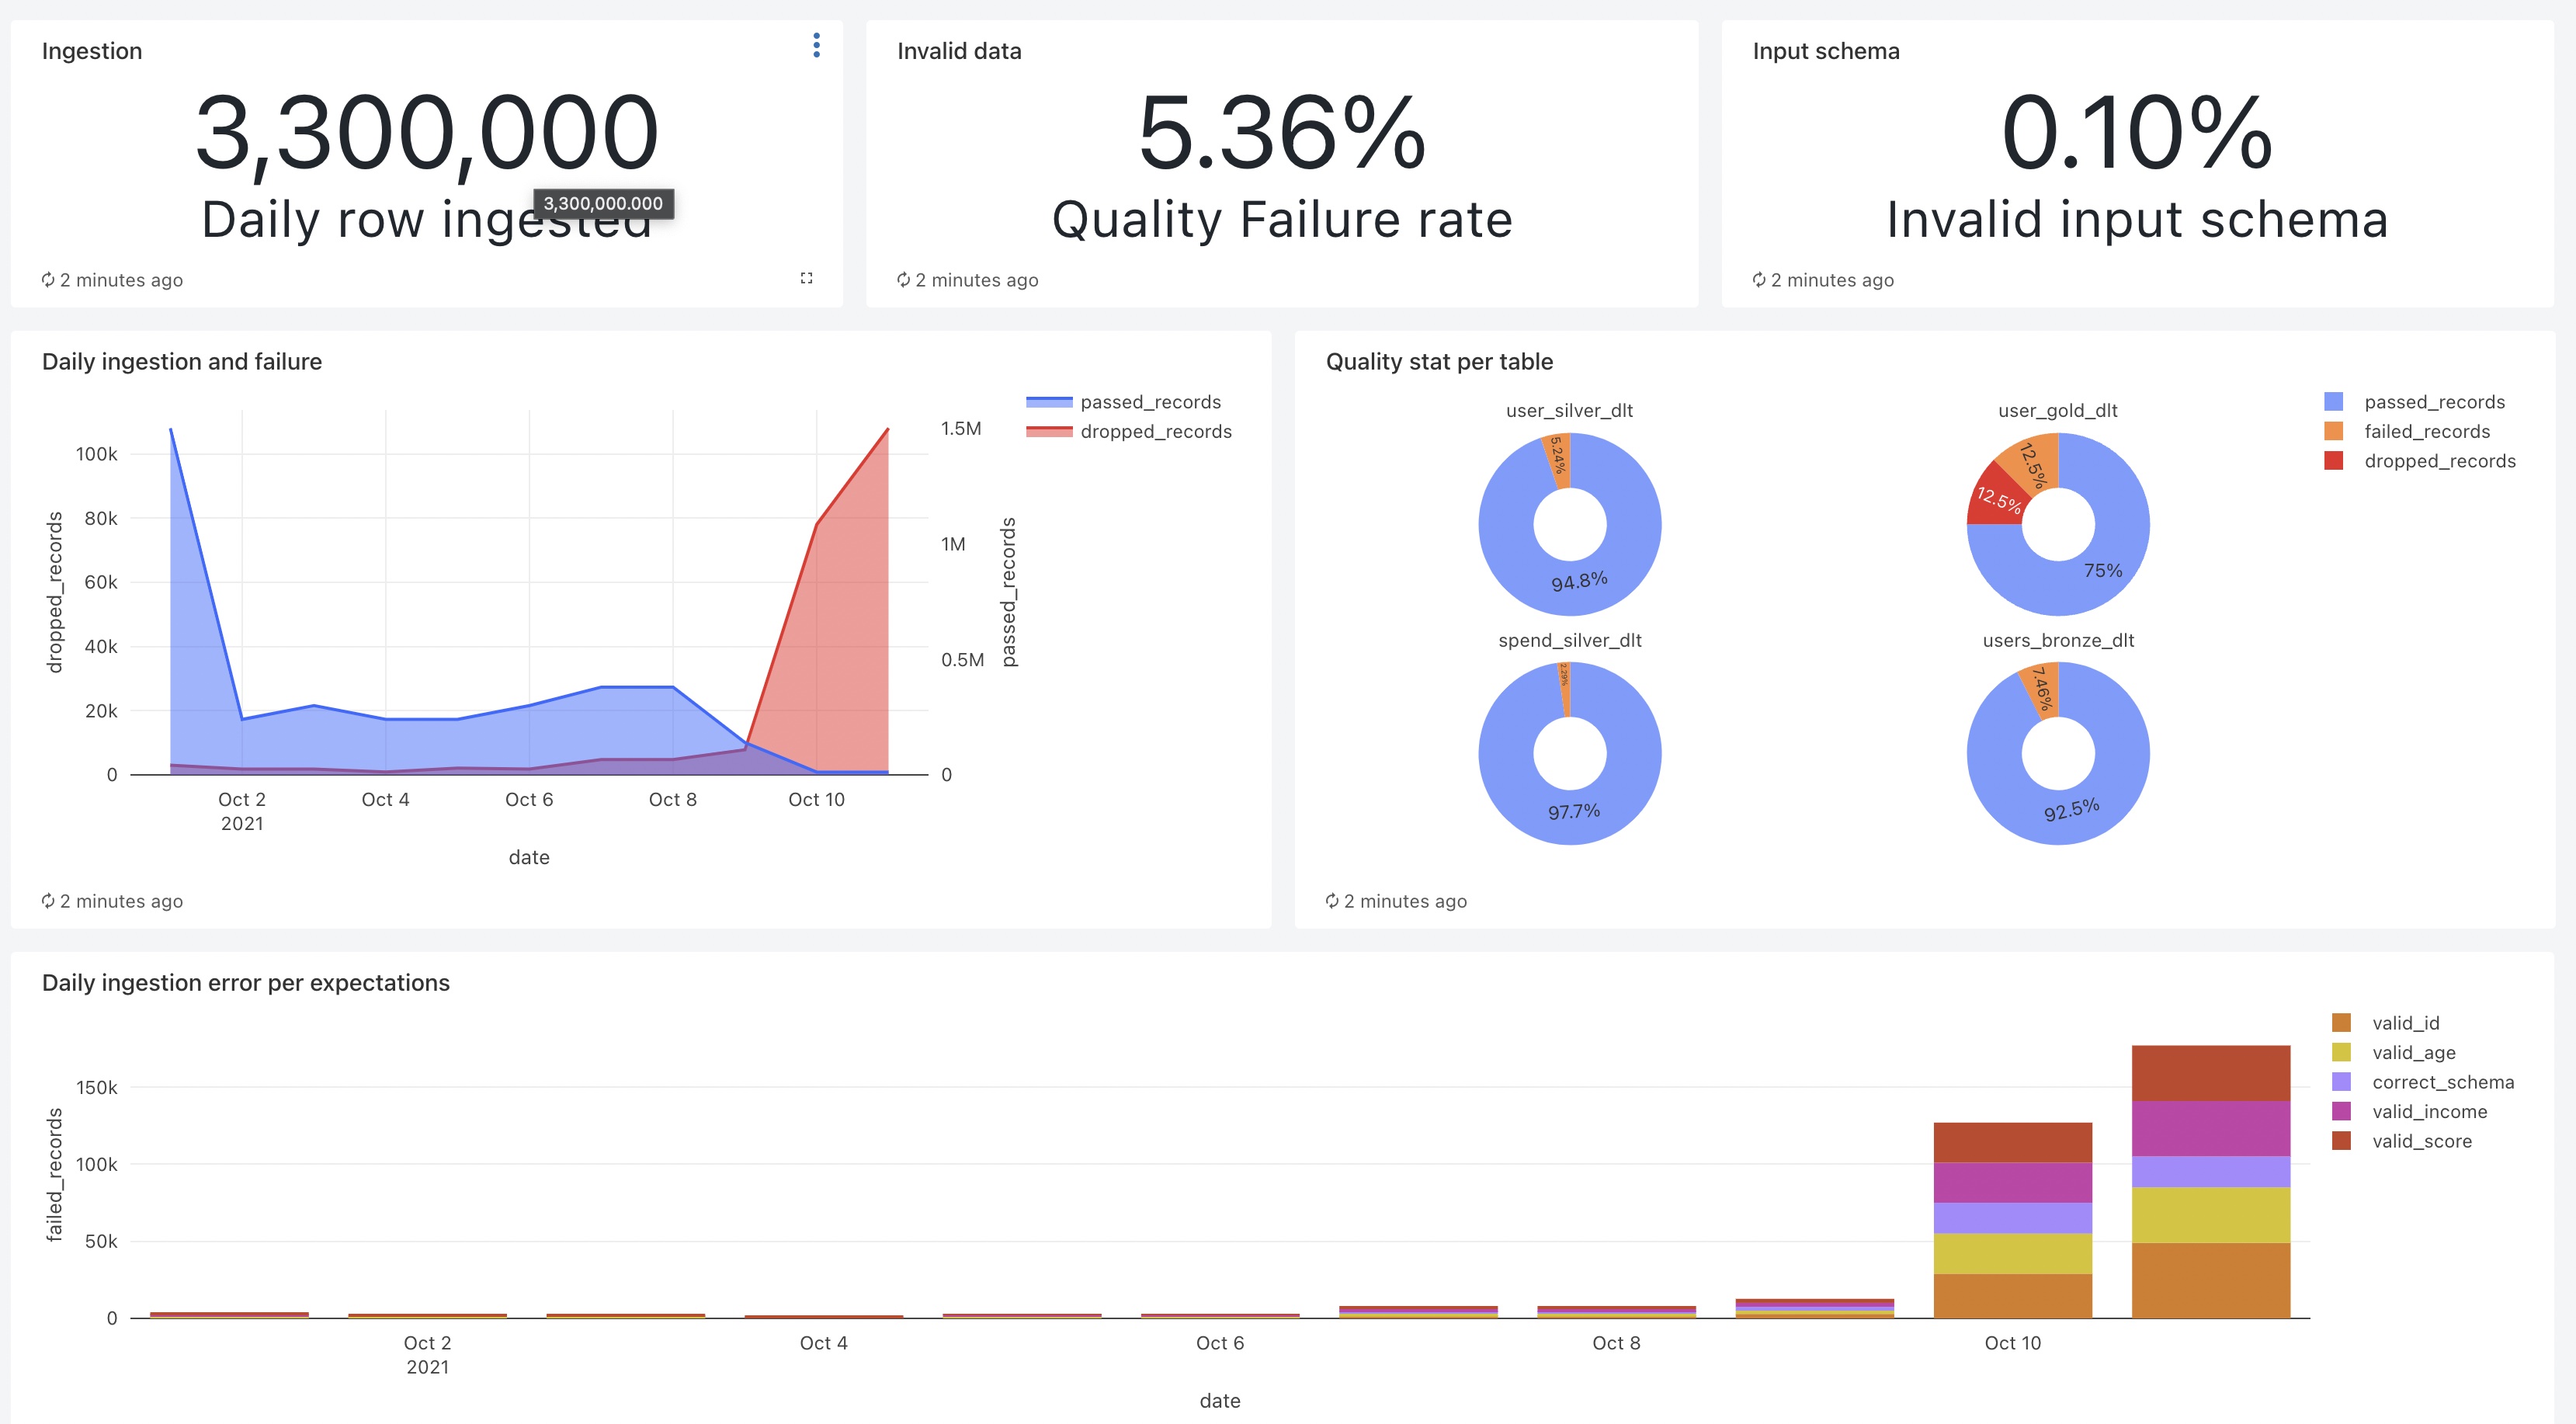 Ingestion
3,300,000
3,300,000.000
Daily row ingested
2 minutes ago
Invalid data
5.36%
Quality Failure rate
2 minutes ago
Input schema
0.10%
Invalid input schema
2 minutes ago
Daily ingestion and failure
passed_records
dropped_records
dropped_records
100k
80k
60k
40k
20k
0
1.5M
1M
0.5M
0
passed_records
Oct 2
2021
Oct 4
Oct 6
Oct 8
Oct 10
date
2 minutes ago
Quality stat per table
user_silver_dlt
5.24%
94.8%
user_gold_dlt
12.5%
12.5%
75%
spend_silver_dlt
2.29%
97.7%
users_bronze_dlt
7.46%
92.5%
passed_records
failed_records
dropped_records
2 minutes ago
Daily ingestion error per expectations
failed_records
150k
100k
50k
0
Oct 2
2021
Oct 4
Oct 6
Oct 8
Oct 10
date
valid_id
valid_age
correct_schema
valid_income
valid_score